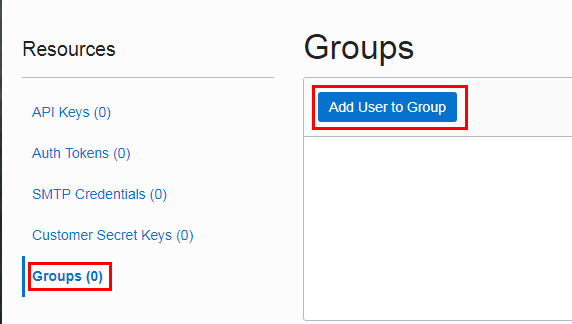 Resources
API Keys (0)
Auth Tokens (0)
SMTP Credentials (0)
Customer Secret Keys (0)
Groups (0)
Groups
Add User to Group